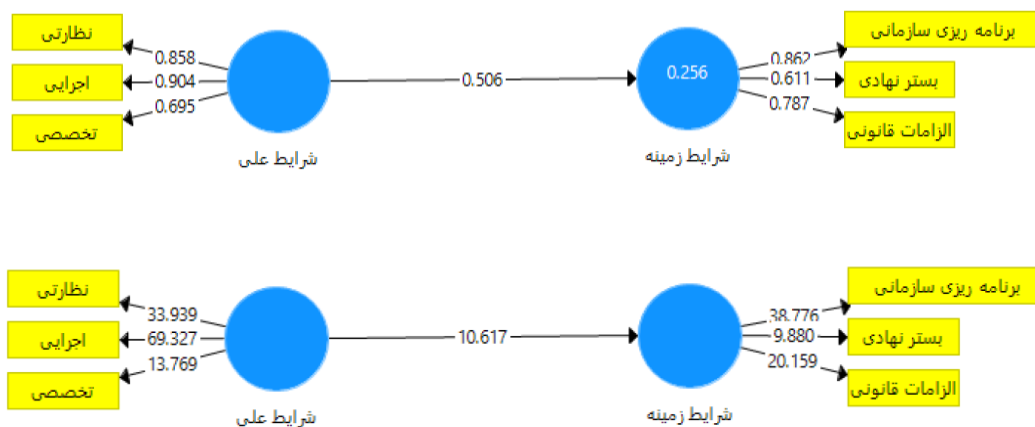 نظارتی
اجرایی
تخصصی
0.858
0.904
0.695
شرایط علی
0.506
0.256
شرایط زمینه
0.862
0.611
0.787
برنامه ریزی سازمانی
بستر نهادی
الزامات قانونی
نظارتی
اجرایی
تخصصی
33.939
69.327
13.769
شرایط علی
10.617
شرایط زمینه
38.776
9.880
20.159
برنامه ریزی سازمانی
بستر نهادی
الزامات قانونی